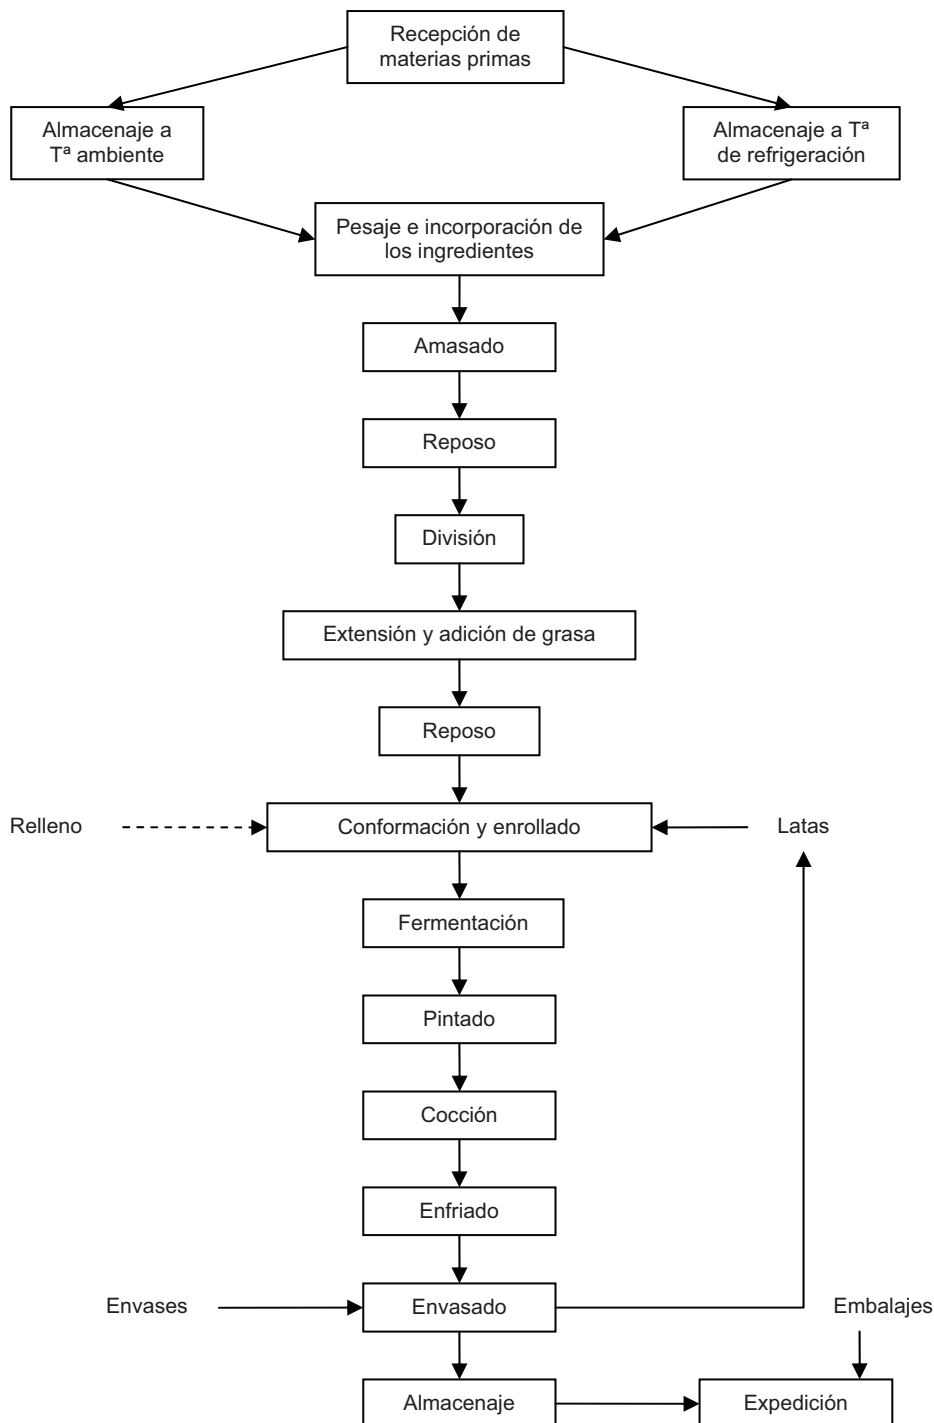 Recepción de
materias primas
Almacenaje a
Tª ambiente
Almacenaje a Tª
de refrigeración
Pesaje e incorporación de
los ingredientes
Amasado
Reposo
División
Extensión y adición de grasa
Reposo
Relleno
Conformación y enrollado
Latas
Fermentación
Pintado
Cocción
Enfriado
Envases
Envasado
Embalajes
Almacenaje
Expedición